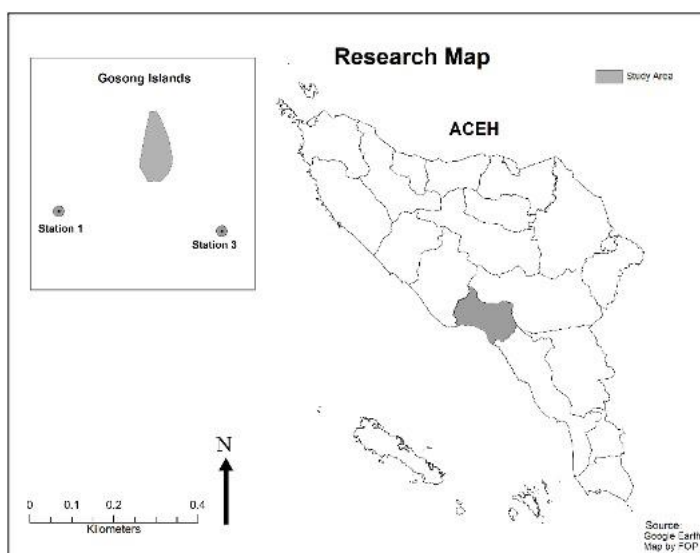 Research Map
Gosong Islands
Study Area
ACEH
Station 1
Station 3
N
0 0.1 0.2 0.4
Kilometers
Source:
Google Earth
Map by FOP